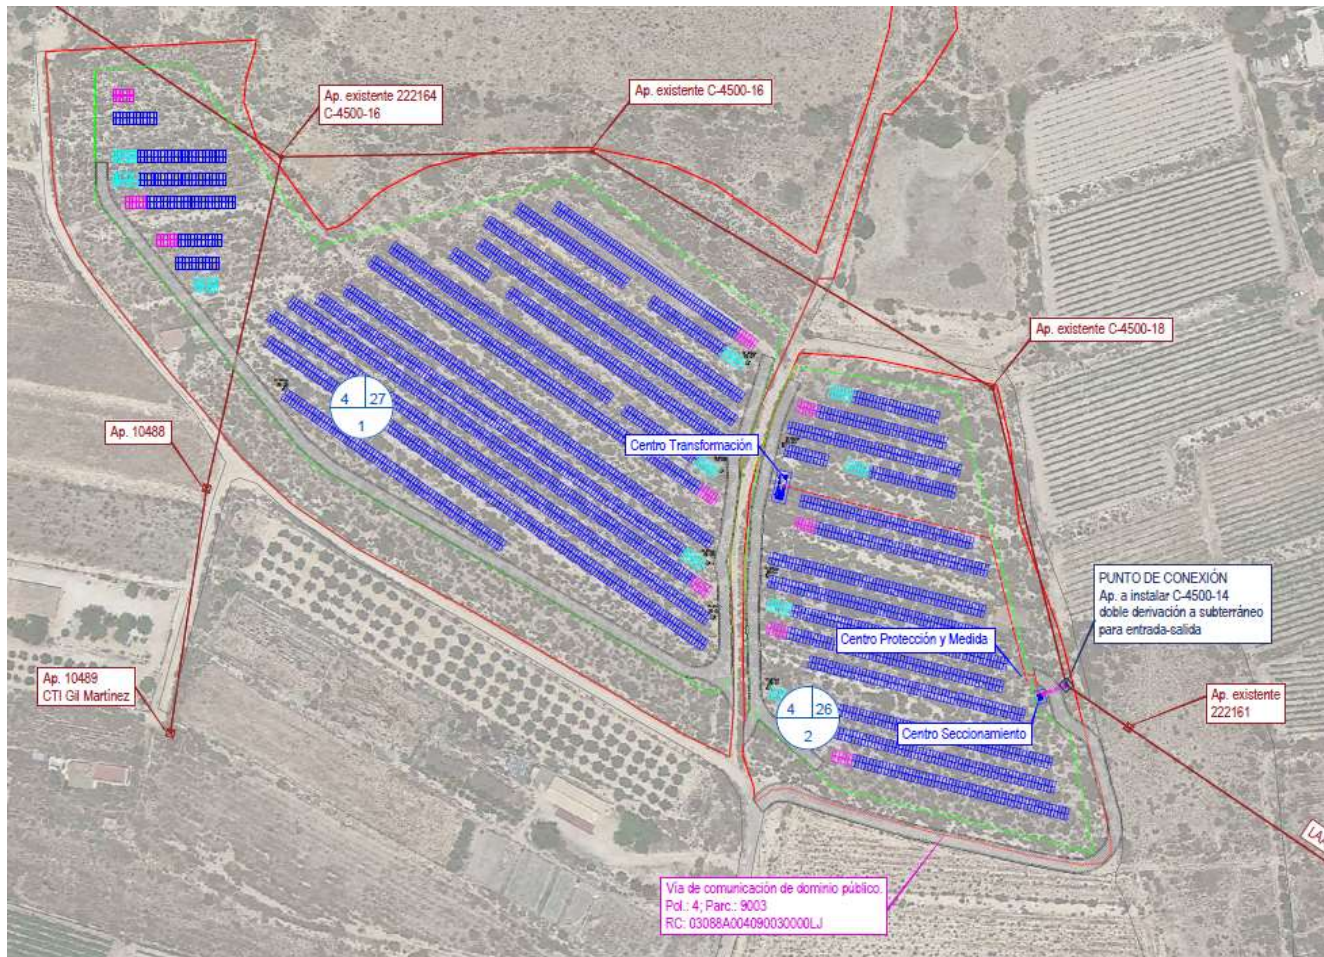 Ap. existente 222164
C-4500-16
Ap. existente C-4500-16
Ap. existente C-4500-18
4 27
1
Ap. 10488
Centro Transformación
PUNTO DE CONEXIÓN
Ap. a instalar C-4500-14
doble derivación a subterráneo
para entrada-salida
Centro Protección y Medida
Ap. 10489
CTI Gil Martínez
Ap. existente
222161
4 26
2
Centro Seccionamiento
Vía de comunicación de dominio público.
Pol.: 4; Parc.: 9003
RC: 03088A004090030000LJ